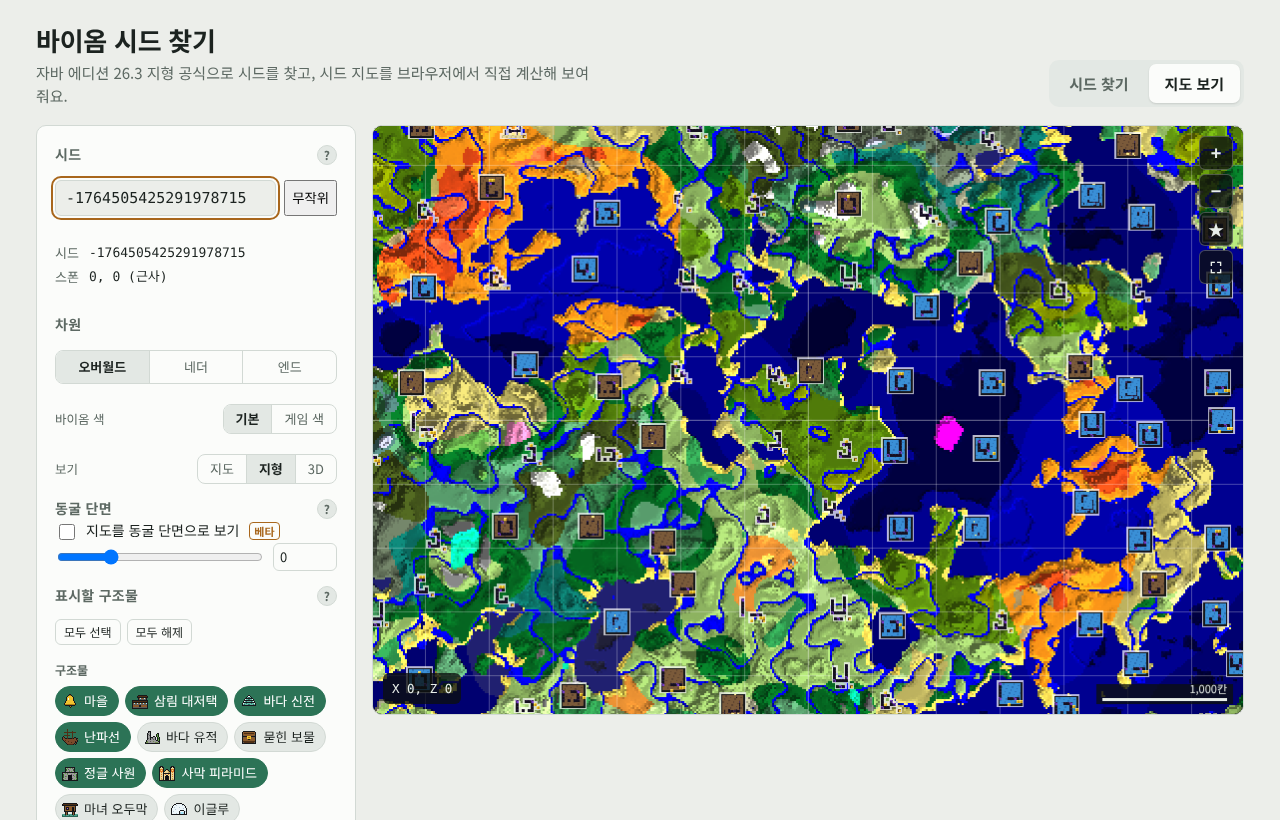 바이옴 시드 찾기
자바 에디션 26.3 지형 공식으로 시드를 찾고, 시드 지도를 브라우저에서 직접 계산해 보여
줘요.
시드 찾기
지도 보기
시드
?
-1764505425291978715
무작위
시드 -1764505425291978715
스폰 0, 0 (근사)
차원
오버월드
네더
엔드
바이옴 색
기본
게임 색
보기
지도
지형
3D
동굴 단면
?
지도를 동굴 단면으로 보기
베타
0
표시할 구조물
?
모두 선택
모두 해제
구조물
마을
삼림 대저택
바다 신전
난파선
바다 유적
묻힌 보물
정글 사원
사막 피라미드
마녀 오두막
이글루
+
−
★
X 0, Z 0
1,000칸